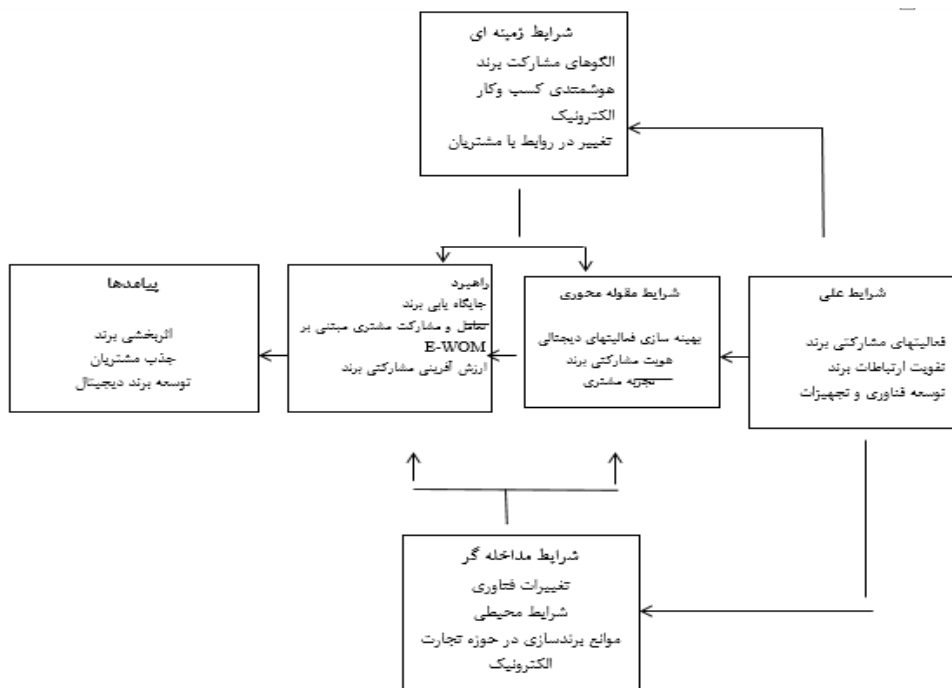 شرایط زمینه ای
الگوهای مشارکت برند
هوشمندی کسب وکار
الکترونیک
تغییر در روابط با مشتریان
شرایط علی
فعالیتهای مشارکتی برند
تقویت ارتباطات برند
توسعه فناوری و تجهیزات
شرایط مقوله محوری
بهینه سازی فعالیتهای دیجتالی
هویت مشارکتی برند
تجربه مشتری
راهبرد
جایگاه یابی برند
تعامل و مشارکت مشتری مبتنی بر
E-WOM
ارزش آفرینی مشارکتی برند
پیامدها
اثربخشی برند
جذب مشتریان
توسعه برند دیجیتال
شرایط مداخله گر
تغییرات فناوری
شرایط محیطی
موانع برندسازی در حوزه تجارت
الکترونیک